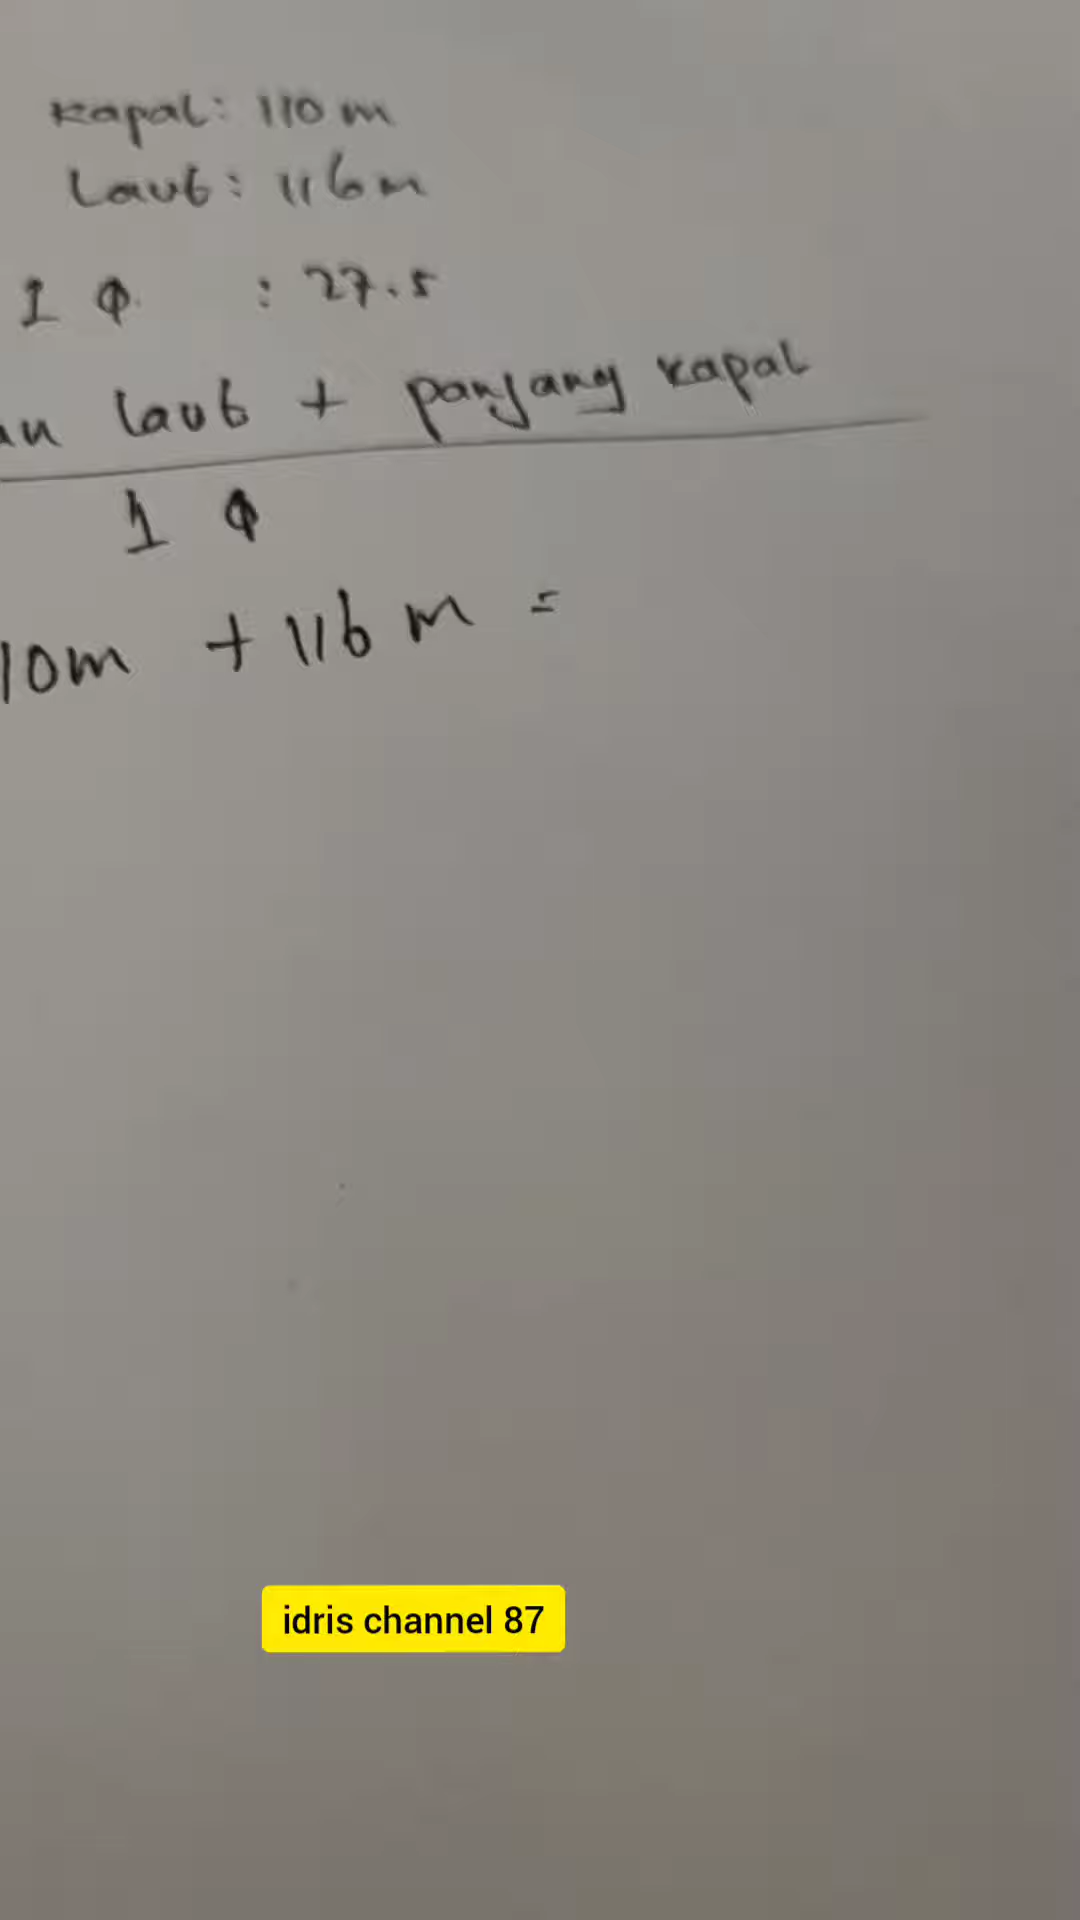 kapal: 110 m
Laut: 116 m
1 Φ : 27.5
an laut + panjang kapal
1 Φ
10m + 116 m =
idris channel 87